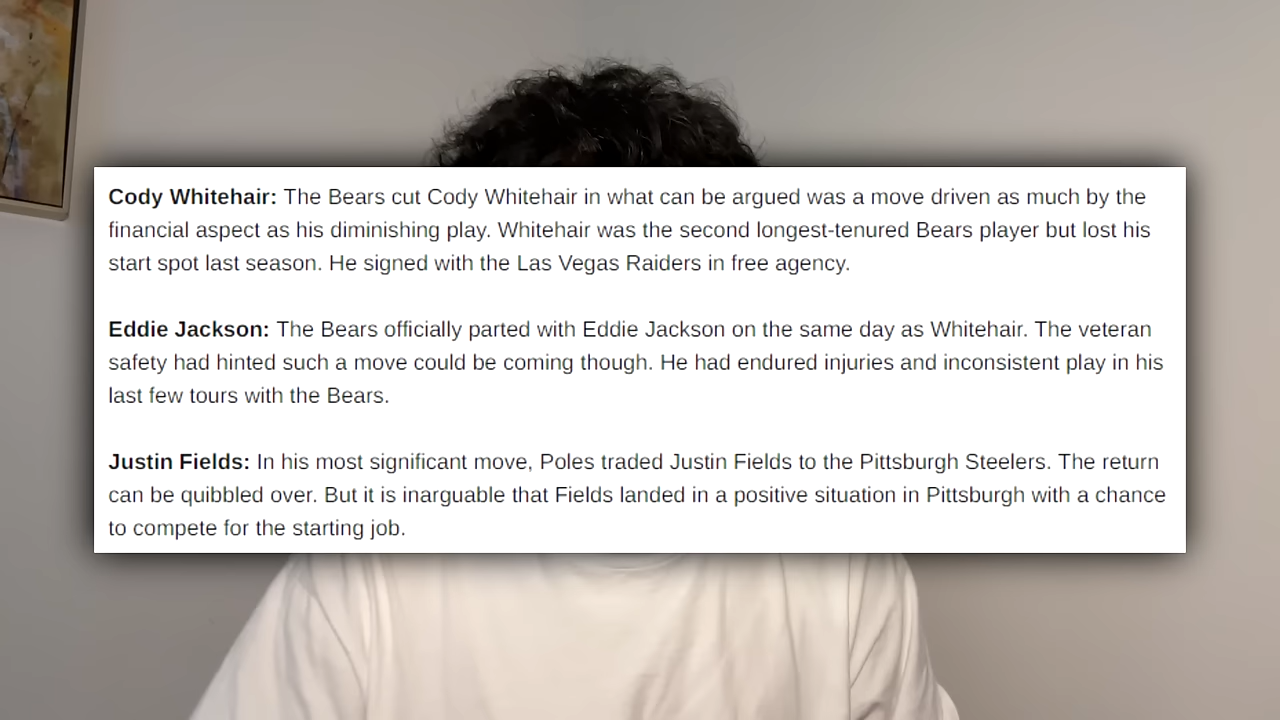 Cody Whitehair: The Bears cut Cody Whitehair in what can be argued was a move driven as much by the
financial aspect as his diminishing play. Whitehair was the second longest-tenured Bears player but lost his
start spot last season. He signed with the Las Vegas Raiders in free agency.
Eddie Jackson: The Bears officially parted with Eddie Jackson on the same day as Whitehair. The veteran
safety had hinted such a move could be coming though. He had endured injuries and inconsistent play in his
last few tours with the Bears.
Justin Fields: In his most significant move, Poles traded Justin Fields to the Pittsburgh Steelers. The return
can be quibbled over. But it is inarguable that Fields landed in a positive situation in Pittsburgh with a chance
to compete for the starting job.